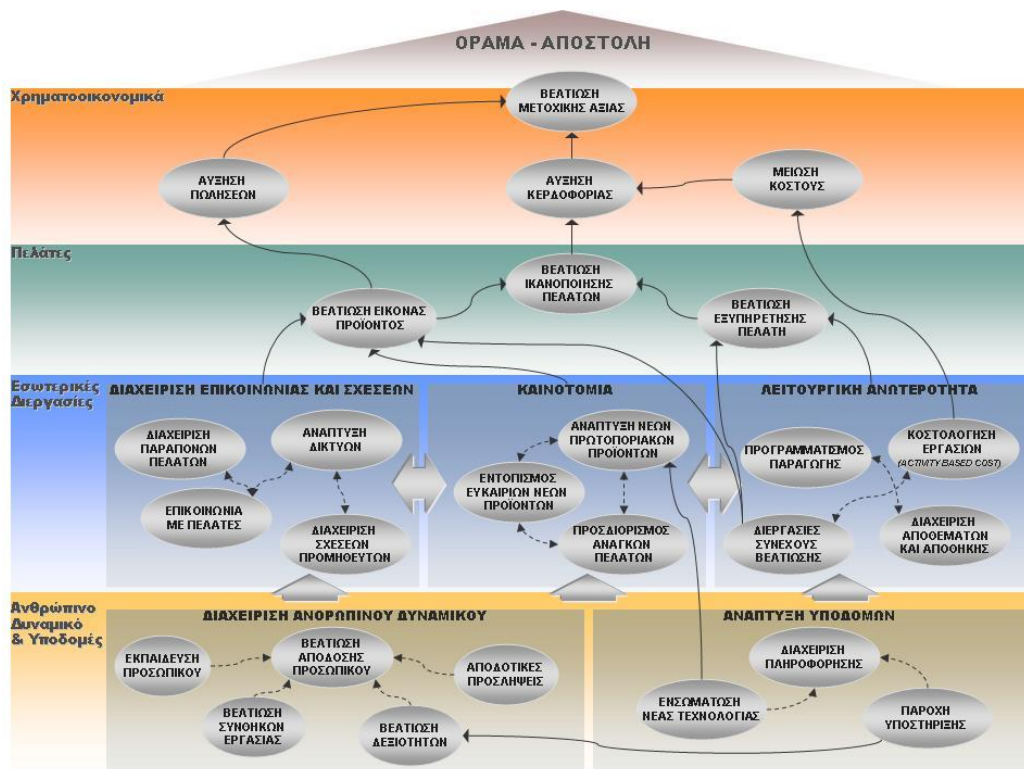 ΟΡΑΜΑ - ΑΠΟΣΤΟΛΗ
Χρηματοοικονομικά
ΒΕΛΤΙΩΣΗ
ΜΕΤΟΧΙΚΗΣ ΑΞΙΑΣ
ΑΥΞΗΣΗ
ΠΩΛΗΣΕΩΝ
ΑΥΞΗΣΗ
ΚΕΡΔΟΦΟΡΙΑΣ
ΜΕΙΩΣΗ
ΚΟΣΤΟΥΣ
Πελάτες
ΒΕΛΤΙΩΣΗ ΕΙΚΟΝΑΣ
ΠΡΟΪΟΝΤΟΣ
ΒΕΛΤΙΩΣΗ
ΙΚΑΝΟΠΟΙΗΣΗΣ
ΠΕΛΑΤΩΝ
ΒΕΛΤΙΩΣΗ
ΕΞΥΠΗΡΕΤΗΣΗΣ
ΠΕΛΑΤΗ
Εσωτερικές
Διεργασίες
ΔΙΑΧΕΙΡΙΣΗ ΕΠΙΚΟΙΝΩΝΙΑΣ ΚΑΙ ΣΧΕΣΕΩΝ
ΔΙΑΧΕΙΡΙΣΗ
ΠΑΡΑΠΟΝΩΝ
ΠΕΛΑΤΩΝ
ΑΝΑΠΤΥΞΗ
ΔΙΚΤΥΩΝ
ΕΠΙΚΟΙΝΩΝΙΑ
ΜΕ ΠΕΛΑΤΕΣ
ΔΙΑΧΕΙΡΙΣΗ
ΣΧΕΣΕΩΝ
ΠΡΟΜΗΘΕΥΤΩΝ
ΚΑΙΝΟΤΟΜΙΑ
ΑΝΑΠΤΥΞΗ ΝΕΩΝ
ΠΡΩΤΟΠΟΡΙΑΚΩΝ
ΠΡΟΪΟΝΤΩΝ
ΕΝΤΟΠΙΣΜΟΣ
ΕΥΚΑΙΡΙΩΝ ΝΕΩΝ
ΠΡΟΪΟΝΤΩΝ
ΠΡΟΣΔΙΟΡΙΣΜΟΣ
ΑΝΑΓΚΩΝ
ΠΕΛΑΤΩΝ
ΛΕΙΤΟΥΡΓΙΚΗ ΑΝΩΤΕΡΟΤΗΤΑ
ΠΡΟΓΡΑΜΜΑΤΙΣΜΟΣ
ΠΑΡΑΓΩΓΗΣ
ΚΟΣΤΟΛΟΓΗΣΗ
ΕΡΓΑΣΙΩΝ
(ACTIVITY BASED COST)
ΔΙΕΡΓΑΣΙΕΣ
ΣΥΝΕΧΟΥΣ
ΒΕΛΤΙΩΣΗΣ
ΔΙΑΧΕΙΡΙΣΗ
ΑΠΟΘΕΜΑΤΩΝ
ΚΑΙ ΑΠΟΘΗΚΗΣ
Ανθρώπινο
Δυναμικό
& Υποδομές
ΔΙΑΧΕΙΡΙΣΗ ΑΝΘΡΩΠΙΝΟΥ ΔΥΝΑΜΙΚΟΥ
ΕΚΠΑΙΔΕΥΣΗ
ΠΡΟΣΩΠΙΚΟΥ
ΒΕΛΤΙΩΣΗ
ΑΠΟΔΟΣΗΣ
ΠΡΟΣΩΠΙΚΟΥ
ΑΠΟΔΟΤΙΚΕΣ
ΠΡΟΣΛΗΨΕΙΣ
ΒΕΛΤΙΩΣΗ
ΣΥΝΘΗΚΩΝ
ΕΡΓΑΣΙΑΣ
ΒΕΛΤΙΩΣΗ
ΔΕΞΙΟΤΗΤΩΝ
ΑΝΑΠΤΥΞΗ ΥΠΟΔΟΜΩΝ
ΔΙΑΧΕΙΡΙΣΗ
ΠΛΗΡΟΦΟΡΗΣΗΣ
ΕΝΣΩΜΑΤΩΣΗ
ΝΕΑΣ ΤΕΧΝΟΛΟΓΙΑΣ
ΠΑΡΟΧΗ
ΥΠΟΣΤΗΡΙΞΗΣ